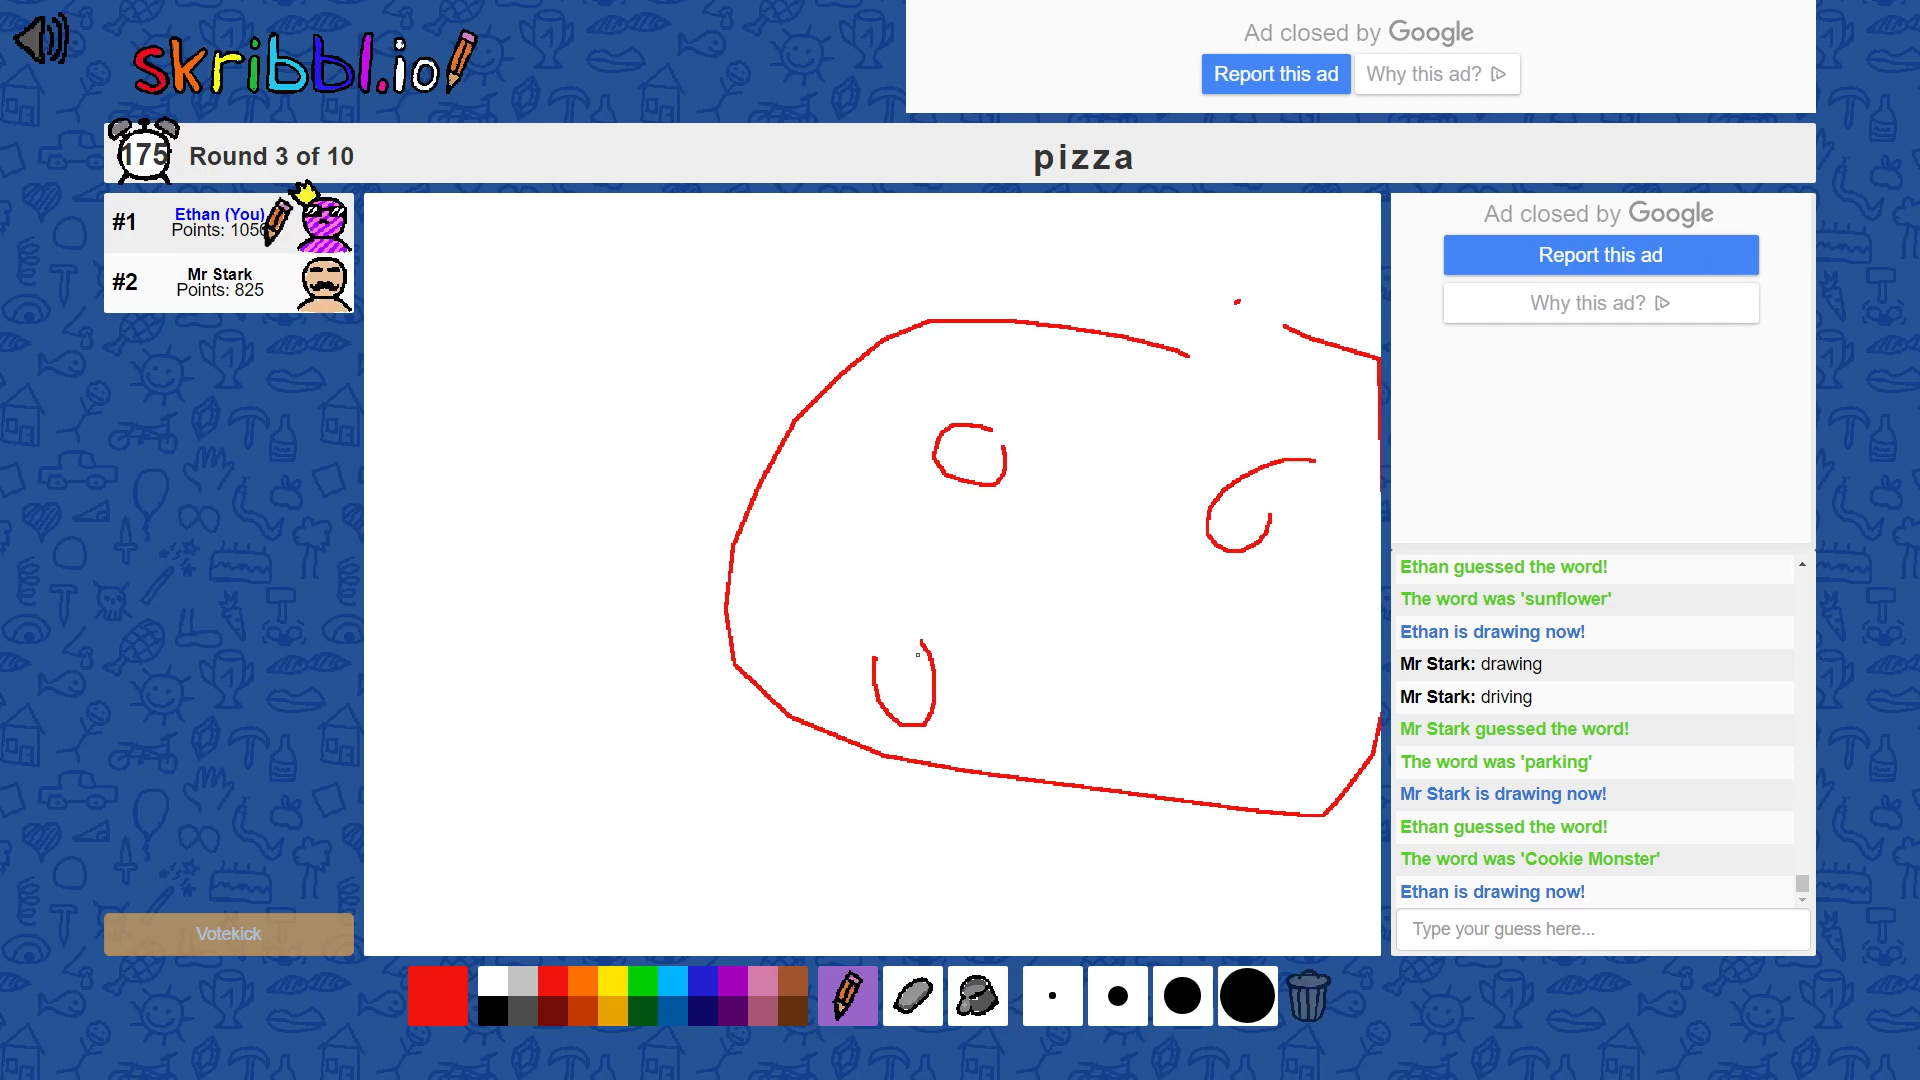 skribbl.io
Ad closed by Google
Report this ad
Why this ad?
175
Round 3 of 10
pizza
#1
Ethan (You)
Points: 1056
#2
Mr Stark
Points: 825
Ad closed by Google
Report this ad
Why this ad?
Ethan guessed the word!
The word was 'sunflower'
Ethan is drawing now!
Mr Stark: drawing
Mr Stark: driving
Mr Stark guessed the word!
The word was 'parking'
Mr Stark is drawing now!
Ethan guessed the word!
The word was 'Cookie Monster'
Ethan is drawing now!
Type your guess here...
Votekick